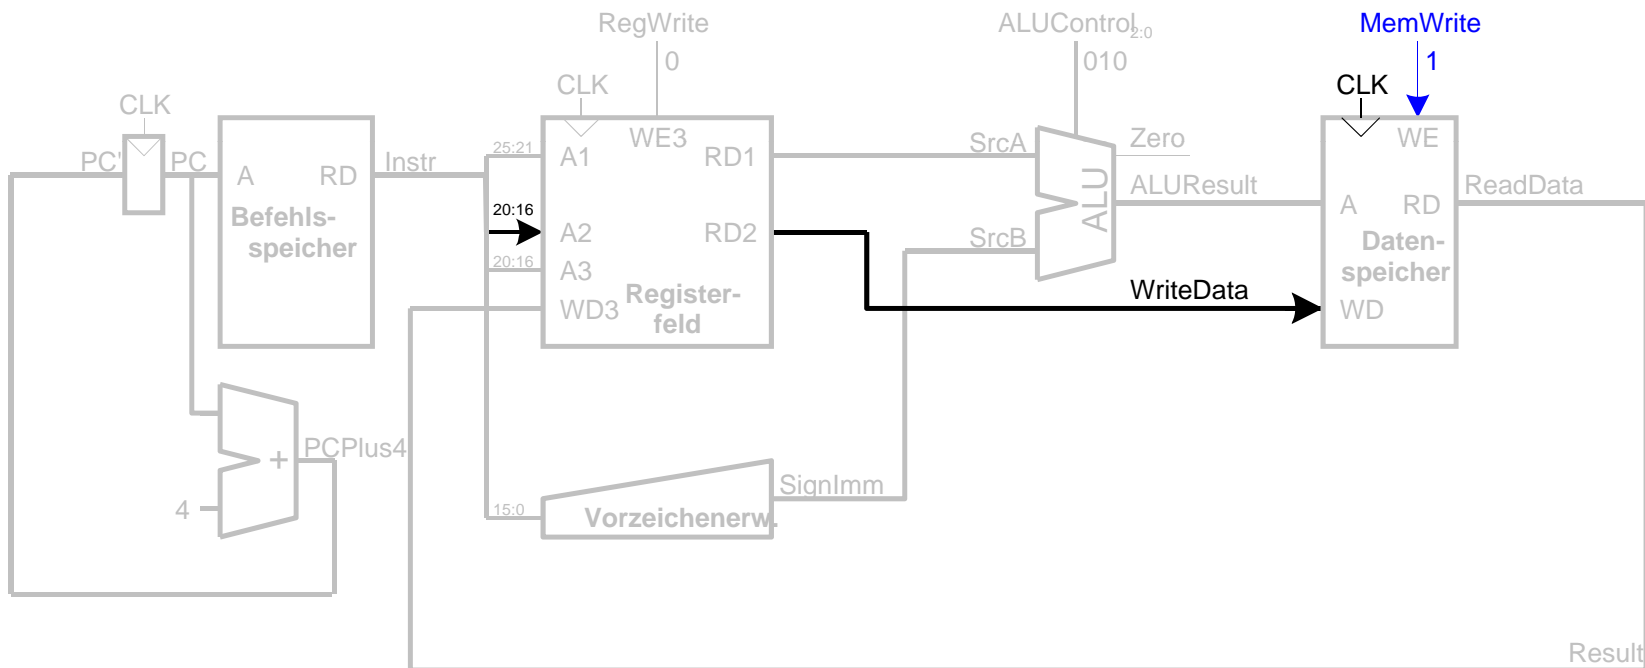 RegWrite
ALUControl2:0
MemWrite
0
010
1
CLK
CLK
CLK
WE3
WE
PC'
PC
A
RD
Instr
25:21
A1
RD1
SrcA
Zero
ALUResult
ALU
A
RD
ReadData
20:16
A2
RD2
SrcB
Befehls-
speicher
20:16
A3
WD3
Register-
feld
WriteData
Daten-
speicher
WD
PCPlus4
+
4
SignImm
15:0
Vorzeichenerw.
Result